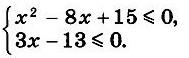 x² − 8x + 15 ⩽ 0,
3x − 13 ⩽ 0.